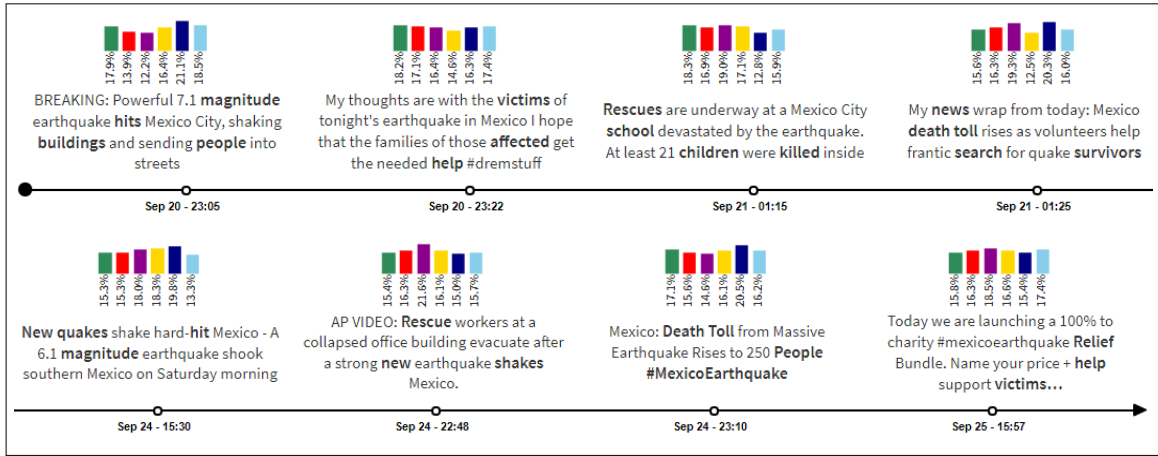 17.9% 13.9% 12.2% 16.4% 21.1% 18.5%
BREAKING: Powerful 7.1 magnitude
earthquake hits Mexico City, shaking
buildings and sending people into
streets
18.2% 17.1% 16.4% 14.6% 16.3% 17.4%
My thoughts are with the victims of
tonight's earthquake in Mexico I hope
that the families of those affected get
the needed help #dremstuff
18.3% 16.9% 19.0% 17.1% 12.8% 15.9%
Rescues are underway at a Mexico City
school devastated by the earthquake.
At least 21 children were killed inside
15.6% 16.3% 19.3% 12.5% 20.3% 16.0%
My news wrap from today: Mexico
death toll rises as volunteers help
frantic search for quake survivors
Sep 20 - 23:05
Sep 20 - 23:22
Sep 21 - 01:15
Sep 21 - 01:25
15.3% 15.3% 18.0% 18.3% 19.8% 13.3%
New quakes shake hard-hit Mexico - A
6.1 magnitude earthquake shook
southern Mexico on Saturday morning
15.4% 16.3% 21.6% 16.1% 15.0% 15.7%
AP VIDEO: Rescue workers at a
collapsed office building evacuate after
a strong new earthquake shakes
Mexico.
17.1% 15.6% 14.6% 16.1% 20.5% 16.2%
Mexico: Death Toll from Massive
Earthquake Rises to 250 People
#MexicoEarthquake
15.8% 16.3% 18.5% 16.6% 15.4% 17.4%
Today we are launching a 100% to
charity #mexicoearthquake Relief
Bundle. Name your price + help
support victims...
Sep 24 - 15:30
Sep 24 - 22:48
Sep 24 - 23:10
Sep 25 - 15:57